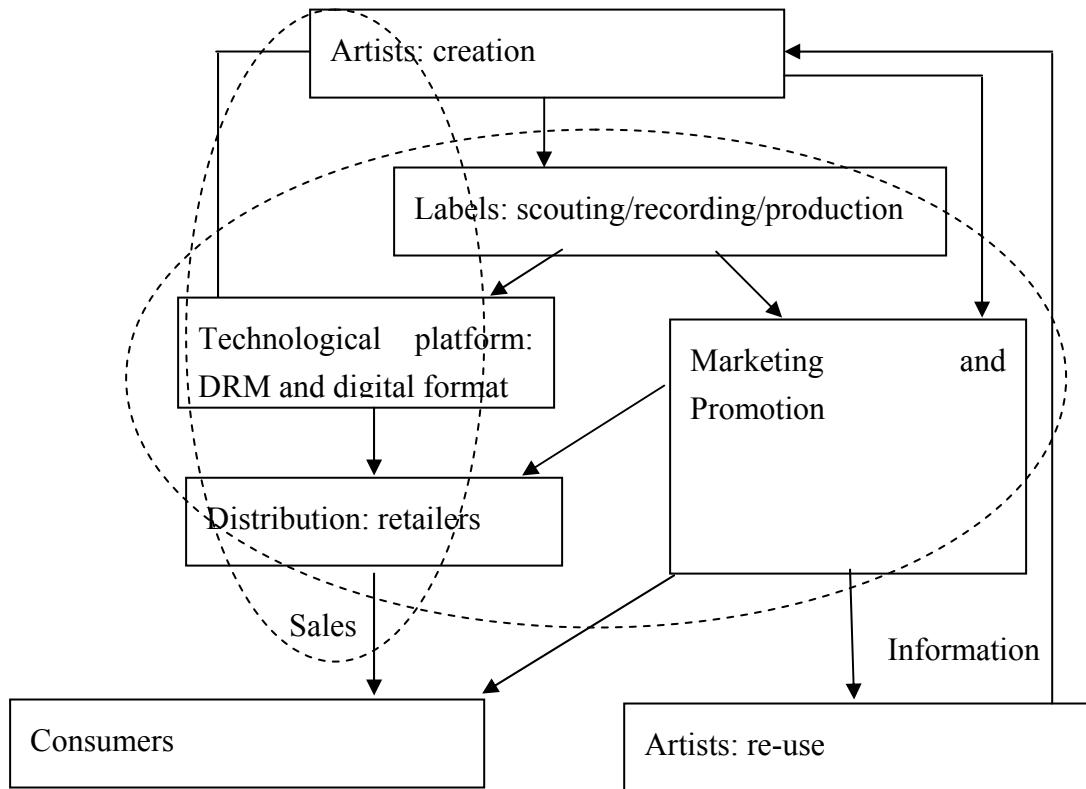 Artists: creation
Labels: scouting/recording/production
Technological platform:
DRM and digital format
Marketing and
Promotion
Distribution: retailers
Sales
Information
Consumers
Artists: re-use